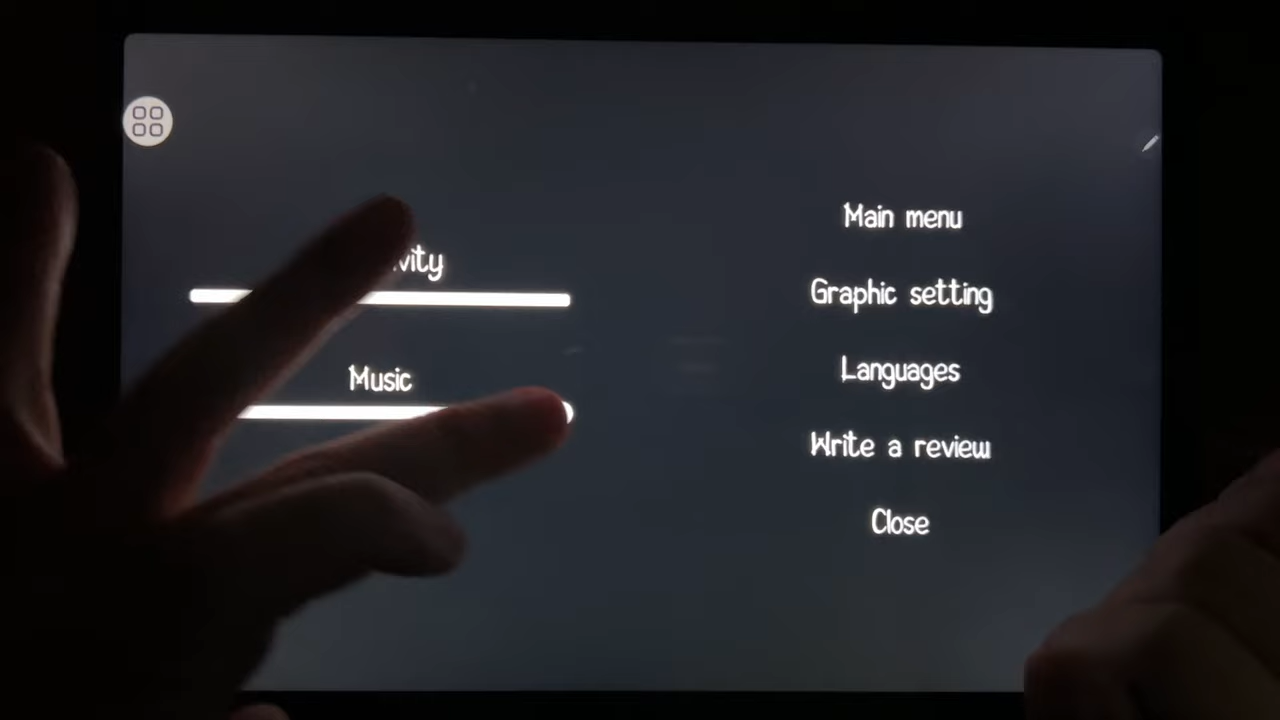 Music
Main menu
Graphic setting
Languages
Write a review
Close